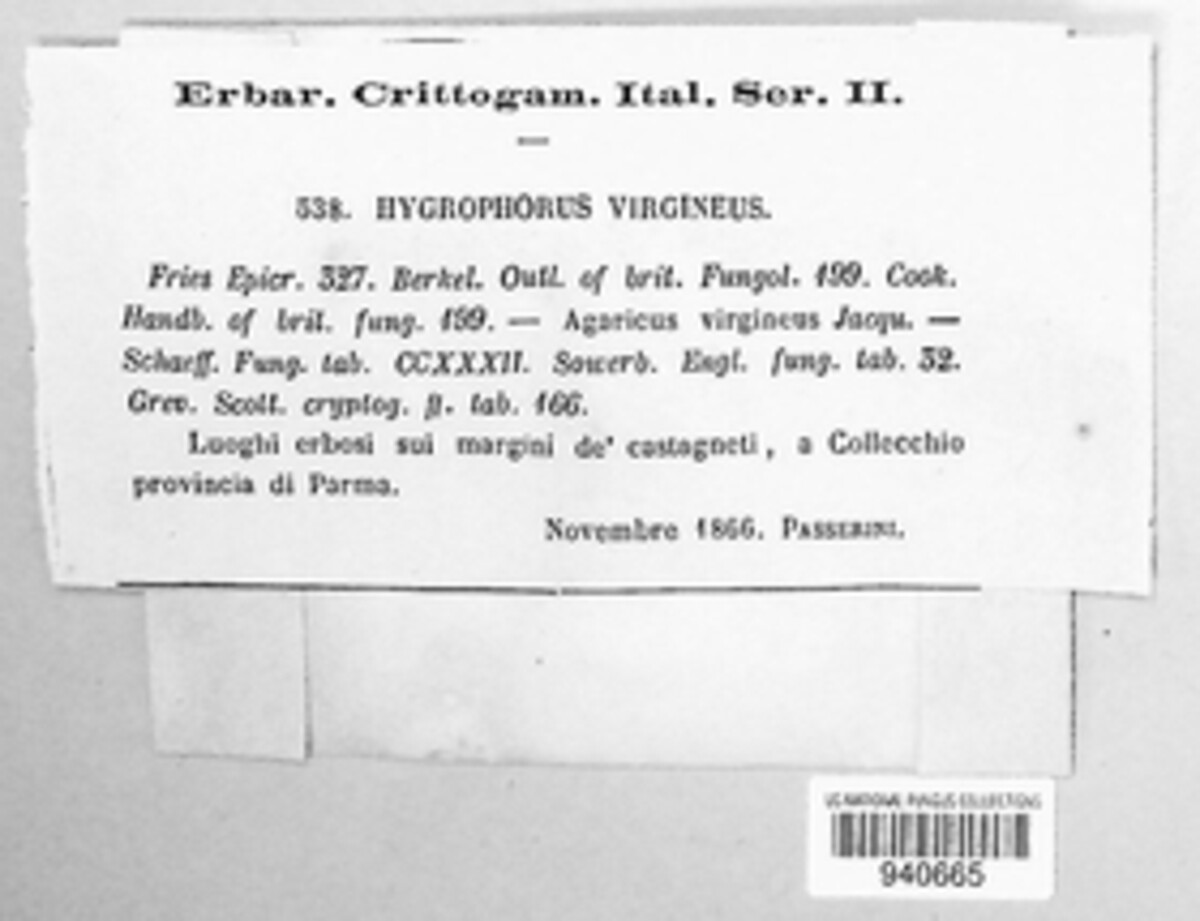 Erbar. Crittogam. Ital. Ser. II.
—
538. HYGROPHORUS VIRGINEUS.
Fries Epicr. 327. Berkel. Outl. of brit. Fungol. 199. Cook.
Handb. of brit. fung. 199. — Agaricus virgineus Jacqu. —
Schaeff. Fung. tab. CCXXXII. Sowerb. Engl. fung. tab. 32.
Grev. Scott. cryptog. fl. tab. 166.
Luoghi erbosi sui margini de' castagneti, a Collecchio
provincia di Parma.
Novembre 1866. PASSERINI.
US NATIONAL FUNGUS COLLECTIONS
940665